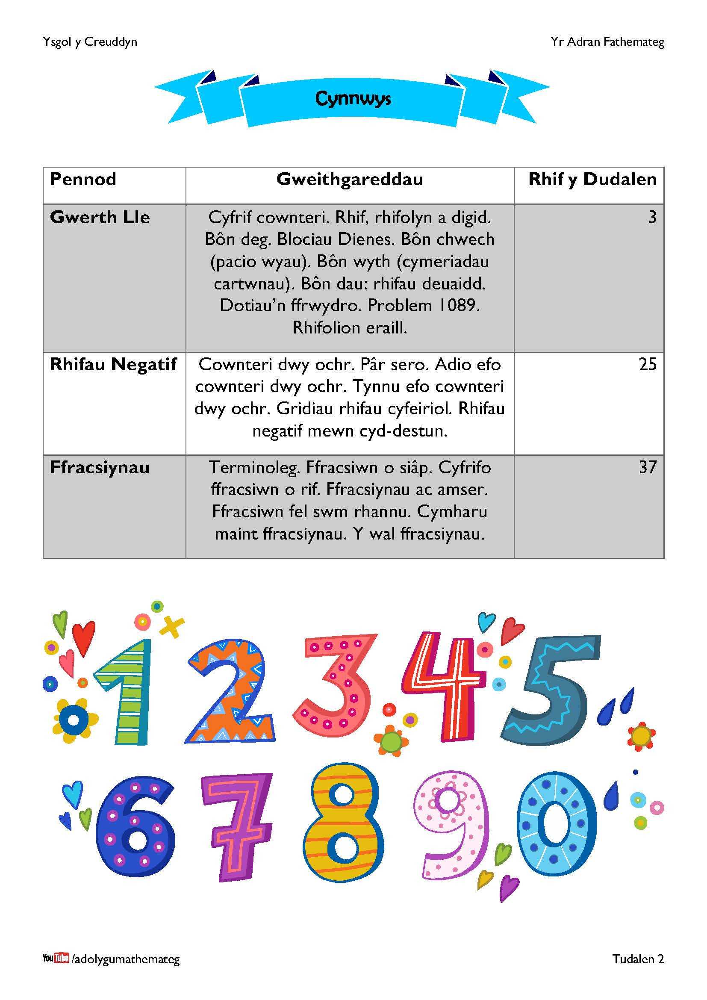 Ysgol y Creuddyn
Yr Adran Fathemateg
Cynnwys
Pennod
Gweithgareddau
Rhif y Dudalen
Gwerth Lle
Cyfrif cownteri. Rhif, rhifolyn a digid.
Bôn deg. Blociau Dienes. Bôn chwech
(pacio wyau). Bôn wyth (cymeriadau
cartwnau). Bôn dau: rhifau deuaidd.
Dotiau’n ffrwydro. Problem 1089.
Rhifolion eraill.
3
Rhifau Negatif
Cownteri dwy ochr. Pâr sero. Adio efo
cownteri dwy ochr. Tynnu efo cownteri
dwy ochr. Gridiau rhifau cyfeiriol. Rhifau
negatif mewn cyd-destun.
25
Ffracsiynau
Terminoleg. Ffracsiwn o siâp. Cyfrifo
ffracsiwn o rif. Ffracsiynau ac amser.
Ffracsiwn fel swm rhannu. Cymharu
maint ffracsiynau. Y wal ffracsiynau.
37
1 2 3 4 5
6 7 8 9 0
YouTube /adolygumathemateg
Tudalen 2